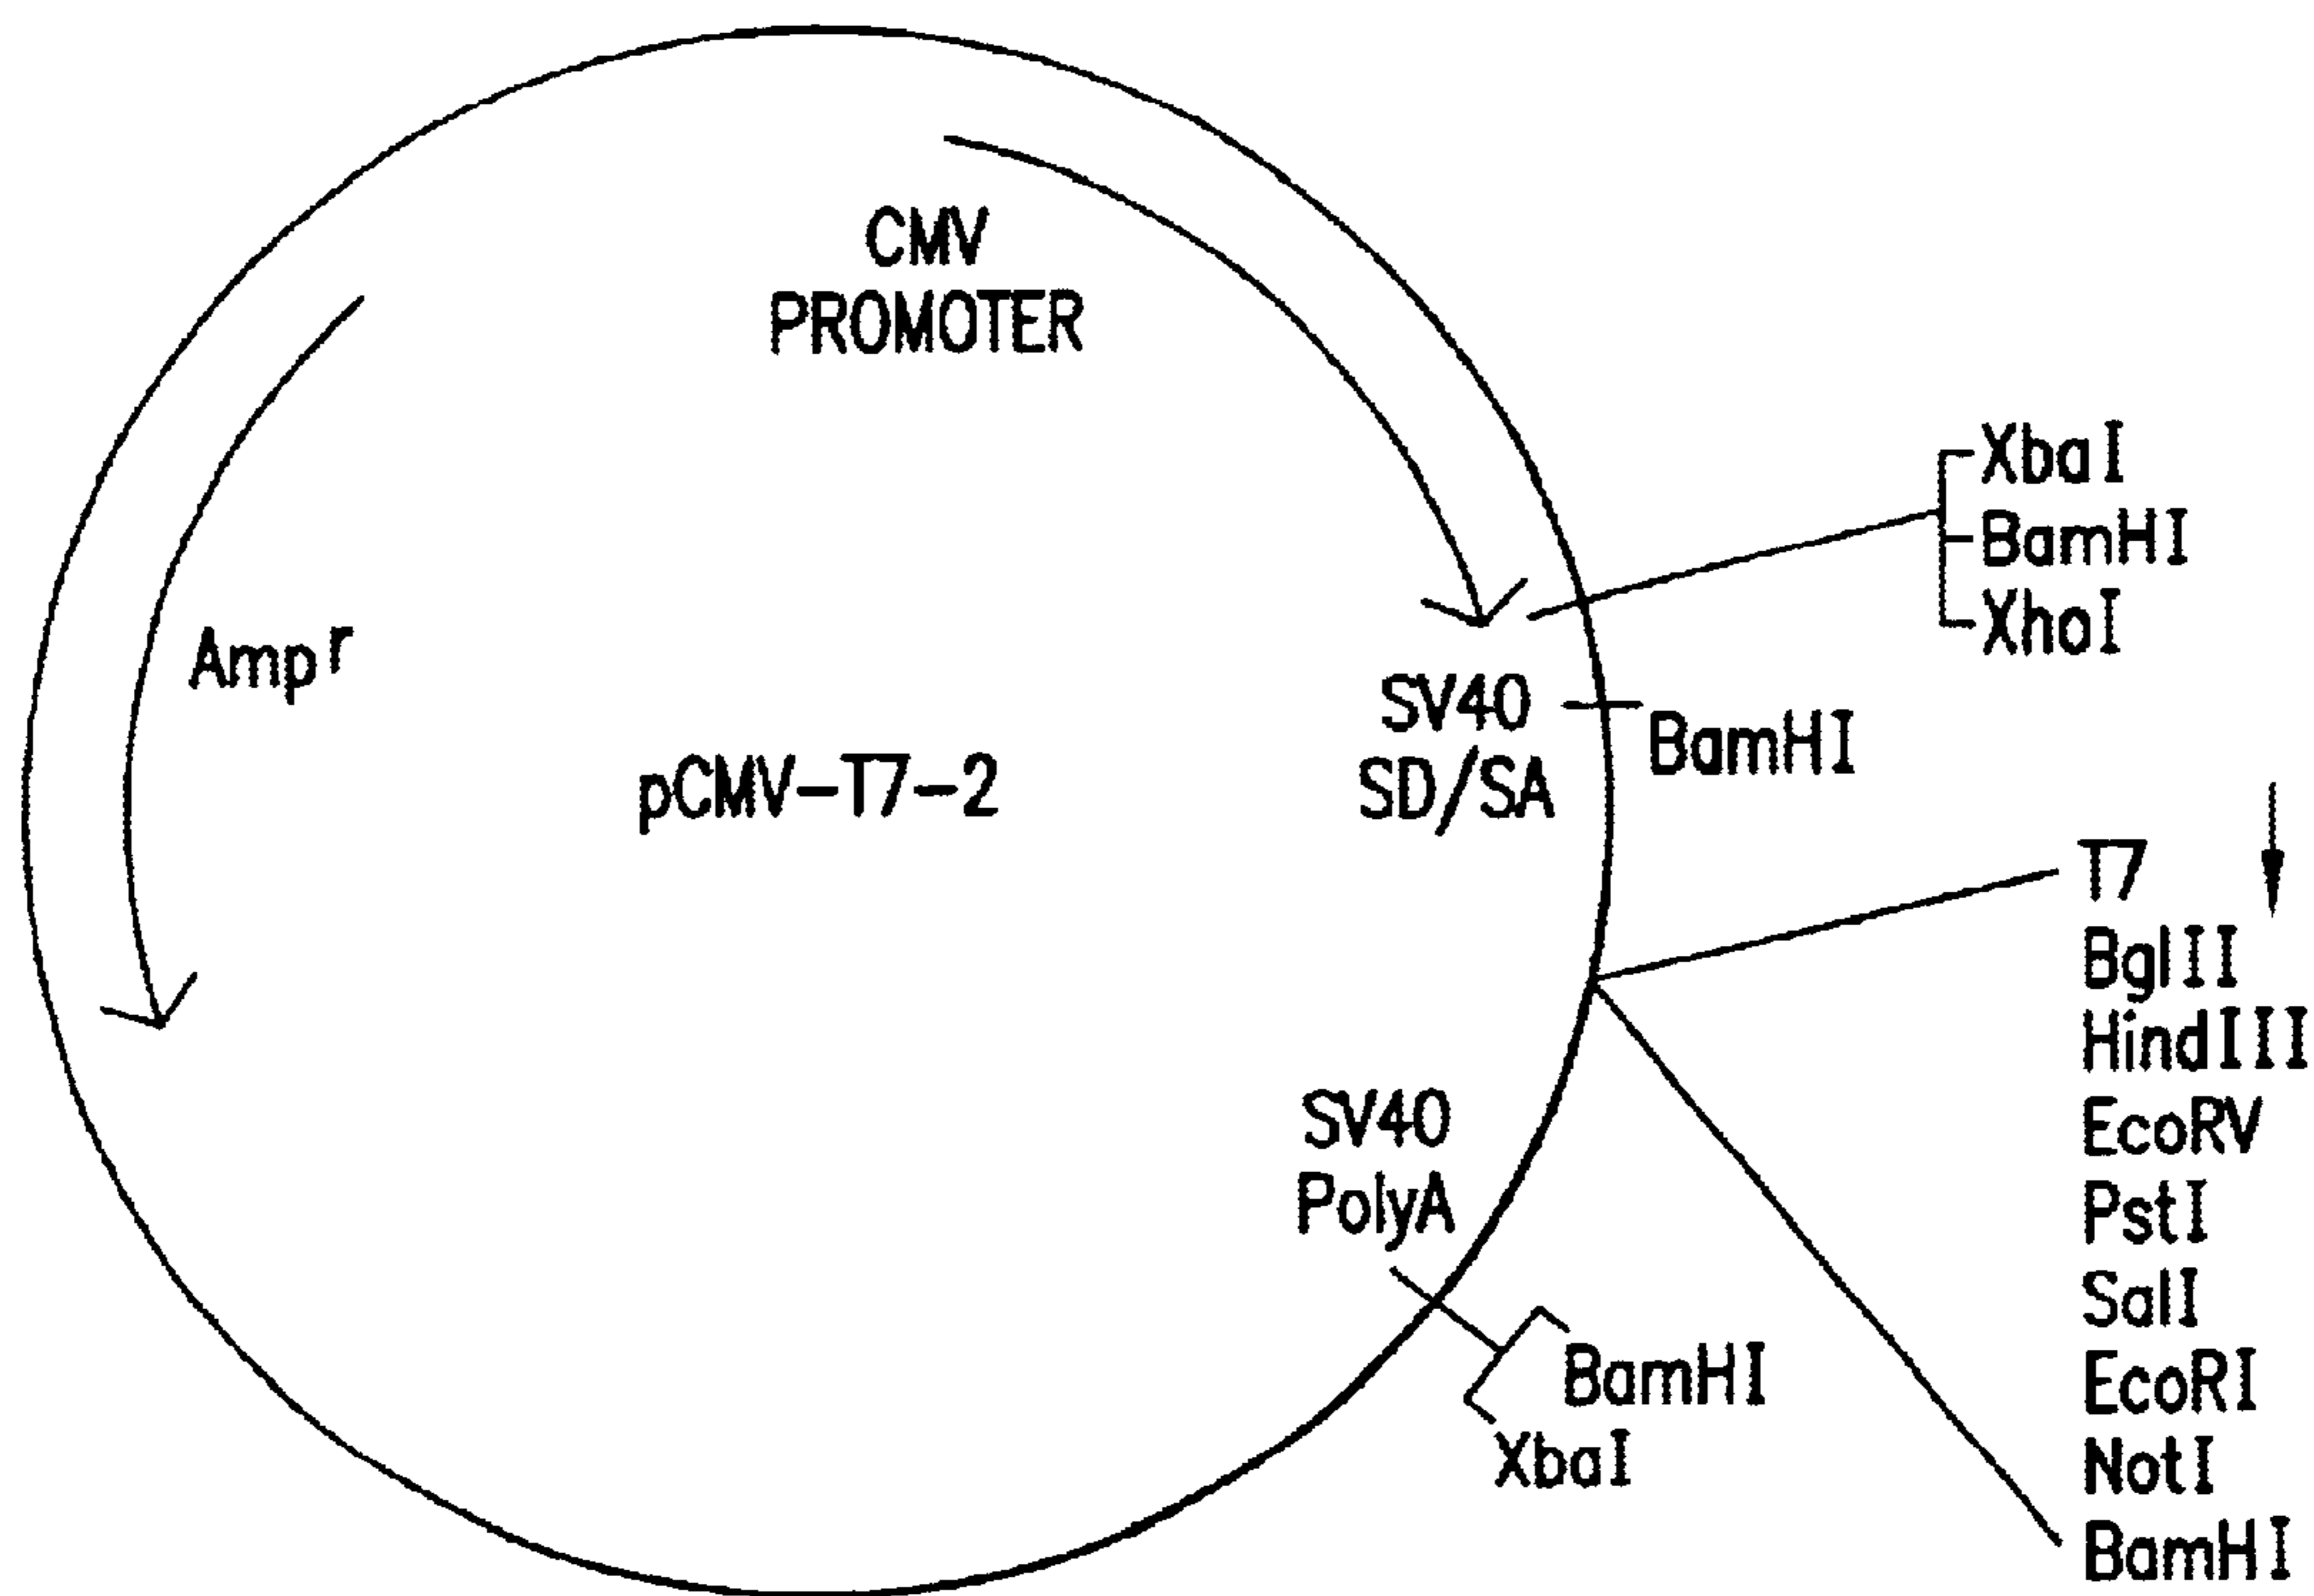 CMV
PROMOTER
XbaI
BamHI
XhoI
Ampʳ
SV40
SD/SA
BamHI
pCMV-T7-2
T7
BglII
HindIII
EcoRV
PstI
SalI
EcoRI
NotI
BamHI
SV40
PolyA
BamHI
XbaI